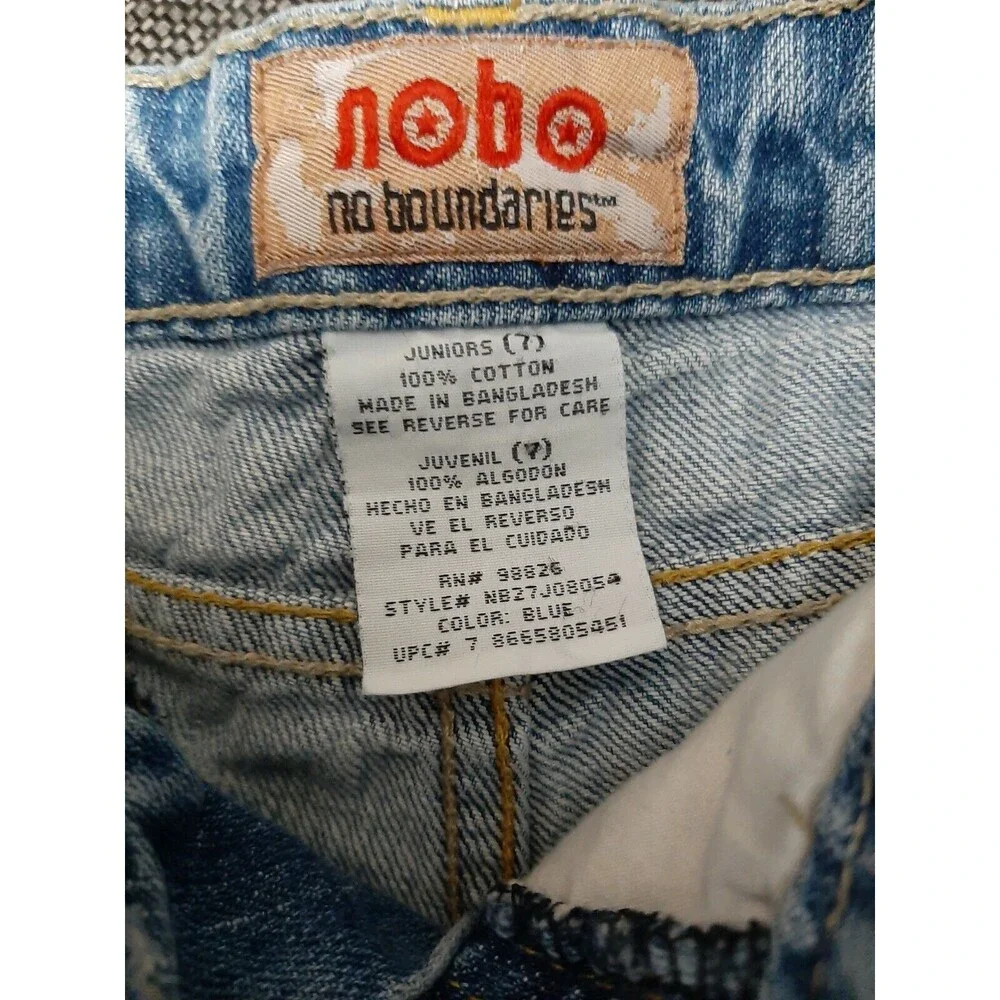 nobo
no boundaries™
JUNIORS (7)
100% COTTON
MADE IN BANGLADESH
SEE REVERSE FOR CARE
JUVENIL (7)
100% ALGODON
HECHO EN BANGLADESH
VE EL REVERSO
PARA EL CUIDADO
RN# 98826
STYLE# NB27J08054
COLOR: BLUE
UPC# 7 8665805451